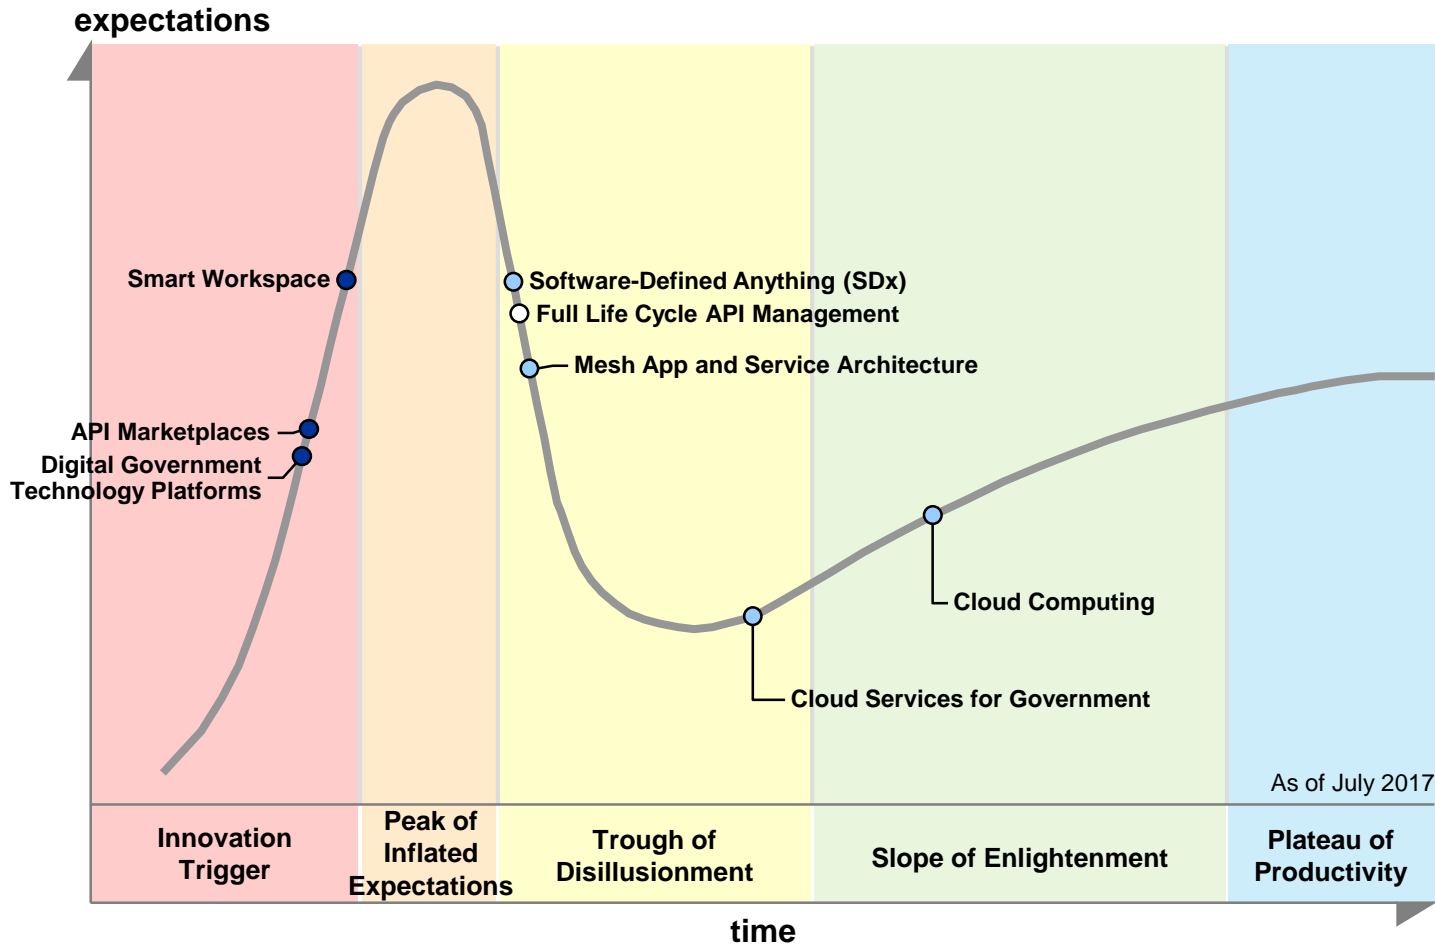 expectations
Smart Workspace
Software-Defined Anything (SDx)
Full Life Cycle API Management
Mesh App and Service Architecture
API Marketplaces
Digital Government
Technology Platforms
Cloud Computing
Cloud Services for Government
As of July 2017
Innovation
Trigger
Peak of
Inflated
Expectations
Trough of
Disillusionment
Slope of Enlightenment
Plateau of
Productivity
time